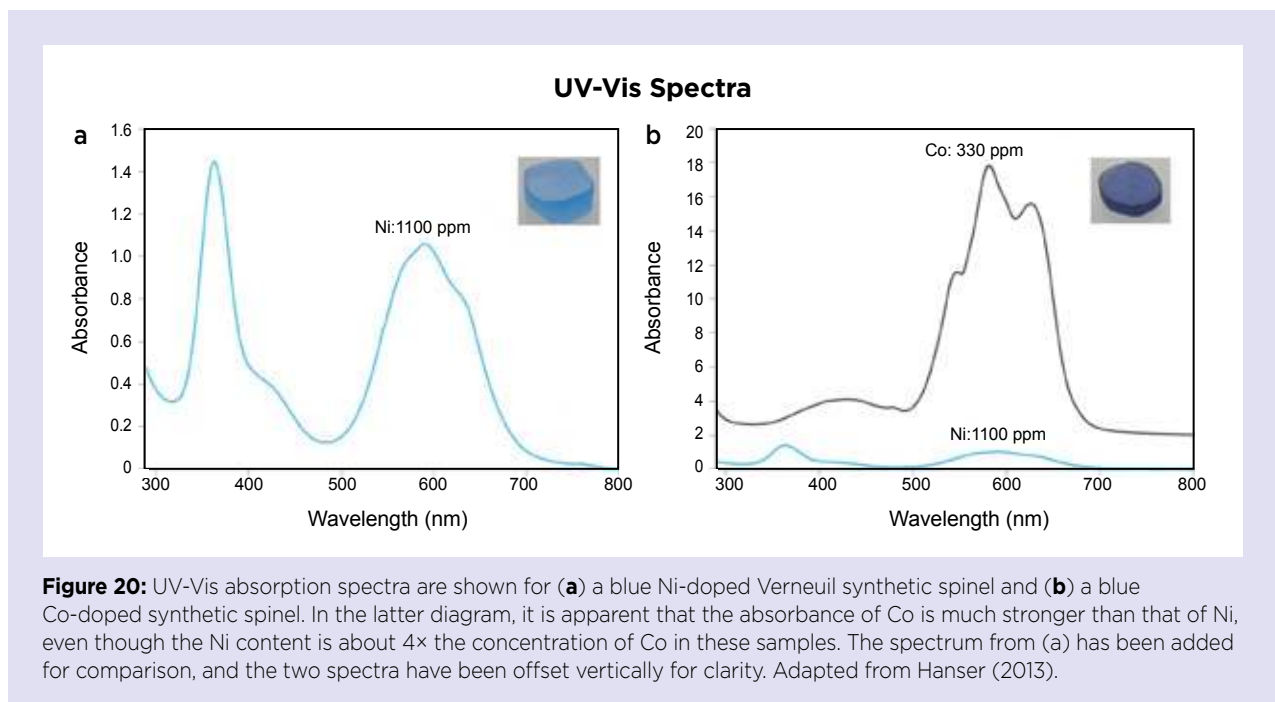 UV-Vis Spectra
a
1.6
1.4
1.2
1.0
0.8
0.6
0.4
0.2
0
Absorbance
Ni:1100 ppm
300 400 500 600 700 800
Wavelength (nm)
b
20
18
16
14
12
10
8
6
4
2
0
Absorbance
Co: 330 ppm
Ni:1100 ppm
300 400 500 600 700 800
Wavelength (nm)
Figure 20: UV-Vis absorption spectra are shown for (a) a blue Ni-doped Verneuil synthetic spinel and (b) a blue
Co-doped synthetic spinel. In the latter diagram, it is apparent that the absorbance of Co is much stronger than that of Ni,
even though the Ni content is about 4× the concentration of Co in these samples. The spectrum from (a) has been added
for comparison, and the two spectra have been offset vertically for clarity. Adapted from Hanser (2013).